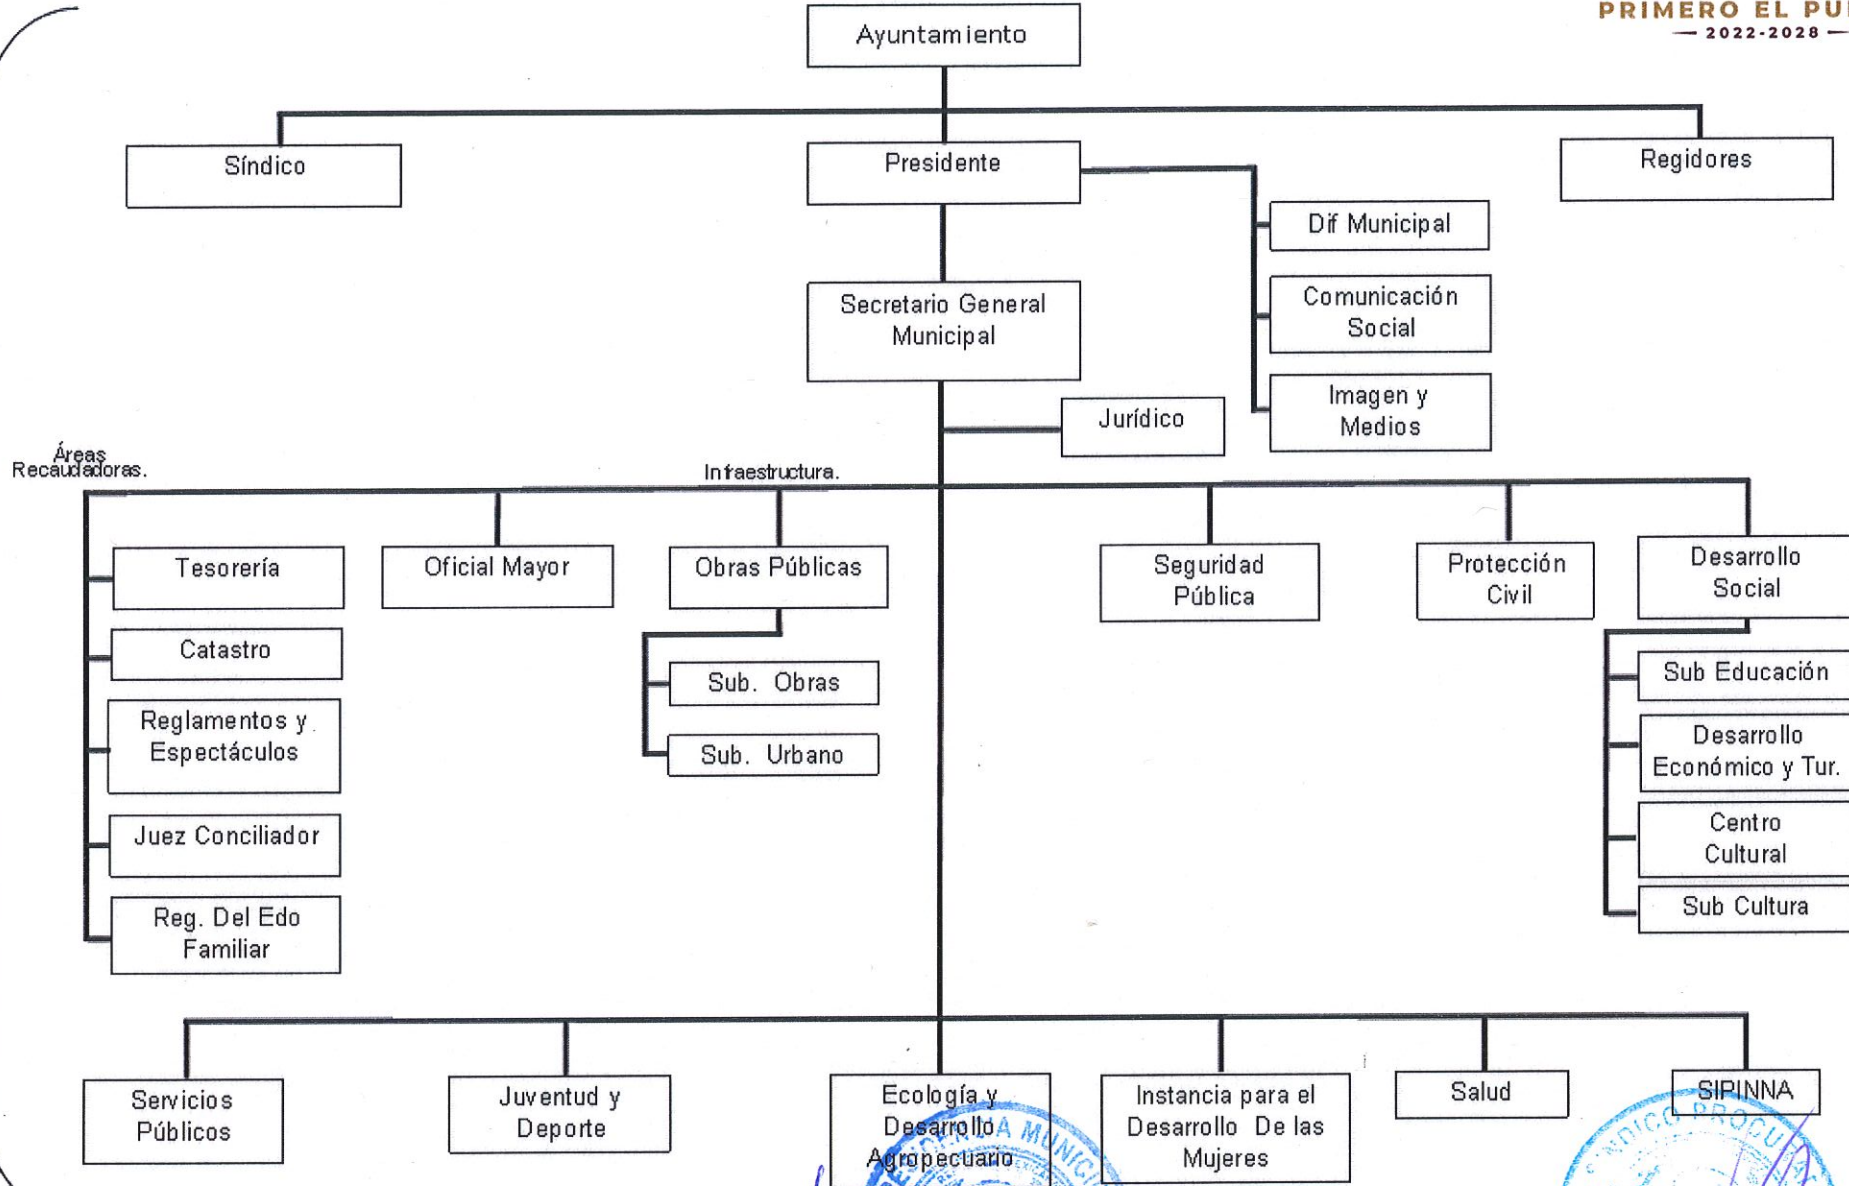 PRIMERO EL
2022-2028
Ayuntamiento
Síndico
Presidente
Regidores
Dif Municipal
Comunicación
Social
Imagen y
Medios
Secretario General
Municipal
Jurídico
Áreas
Recaudadoras.
Infraestructura.
Tesorería
Catastro
Reglamentos y
Espectáculos
Juez Conciliador
Reg. Del Edo
Familiar
Oficial Mayor
Obras Públicas
Sub. Obras
Sub. Urbano
Seguridad
Pública
Protección
Civil
Desarrollo
Social
Sub Educación
Desarrollo
Económico y Tur.
Centro
Cultural
Sub Cultura
Servicios
Públicos
Juventud y
Deporte
Ecología y
Desarrollo
Agropecuario
Instancia para el
Desarrollo De las
Mujeres
Salud
SIPINNA